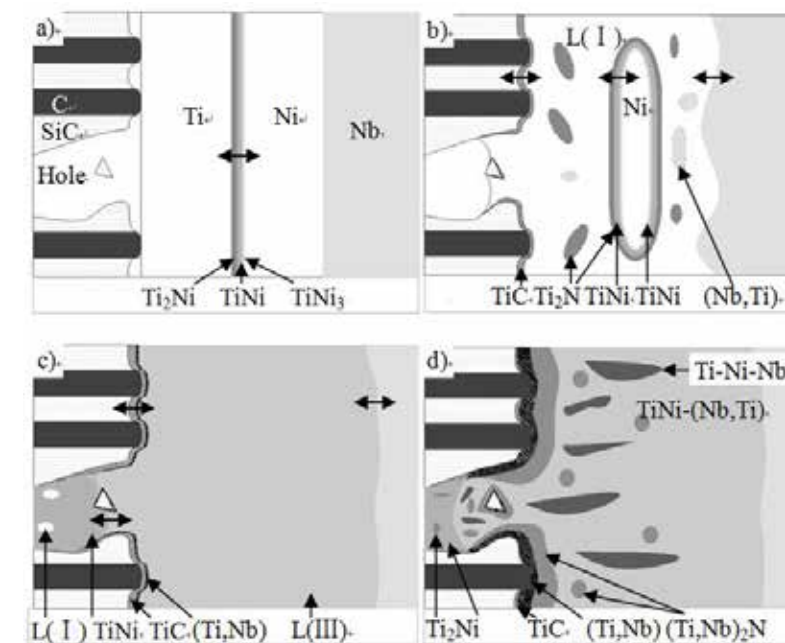 a)
C
SiC
Hole
Ti
Ni
Nb
Ti₂Ni
TiNi
TiNi₃
b)
L(Ⅰ)
Ni
TiC
Ti₂N
TiNi
TiNi
(Nb,Ti)
c)
L(Ⅰ)
TiNi
TiC
(Ti,Nb)
L(III)
d)
Ti-Ni-Nb
TiNi-(Nb,Ti)
Ti₂Ni
TiC
(Ti,Nb)
(Ti,Nb)₂N